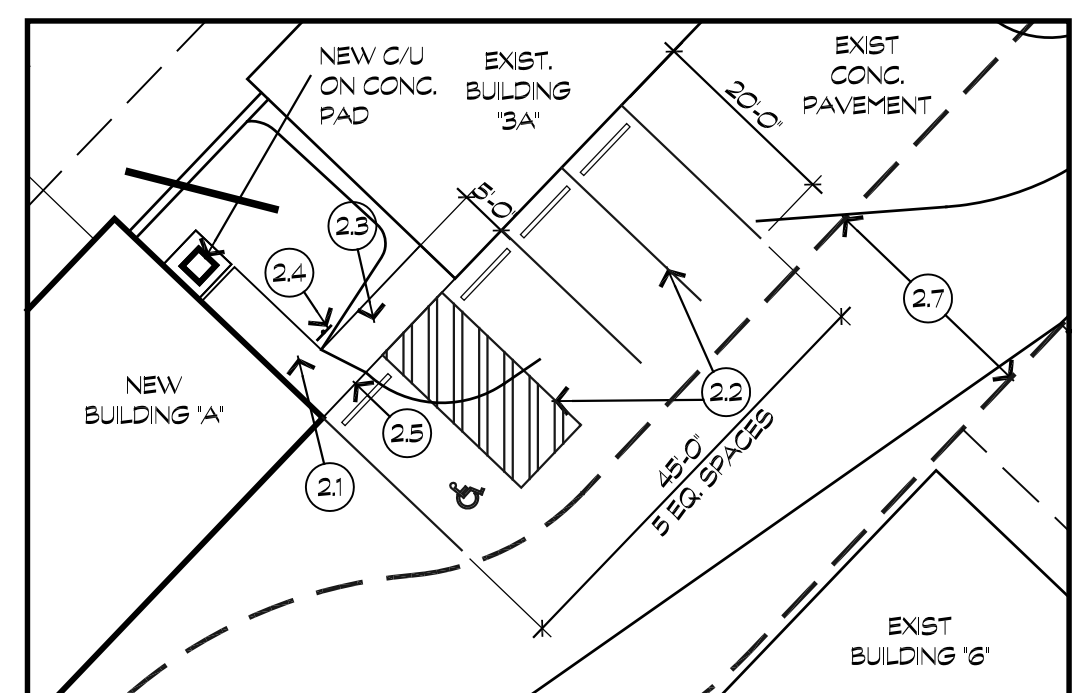 NEW C/U
ON CONC.
PAD
EXIST.
BUILDING
"3A"
EXIST
CONC.
PAVEMENT
20'-0"
5'-0"
2.3
2.4
2.7
2.2
NEW
BUILDING "A"
2.5
2.1
45'-0"
5 EQ. SPACES
EXIST
BUILDING "6"